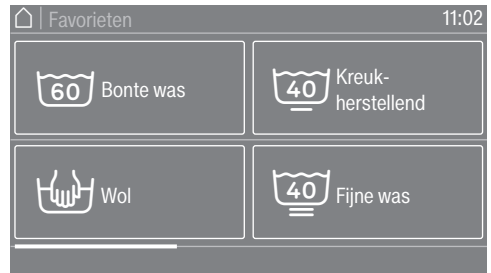 Favorieten 11:02
60 Bonte was
40 Kreuk-
herstellend
Wol
40 Fijne was